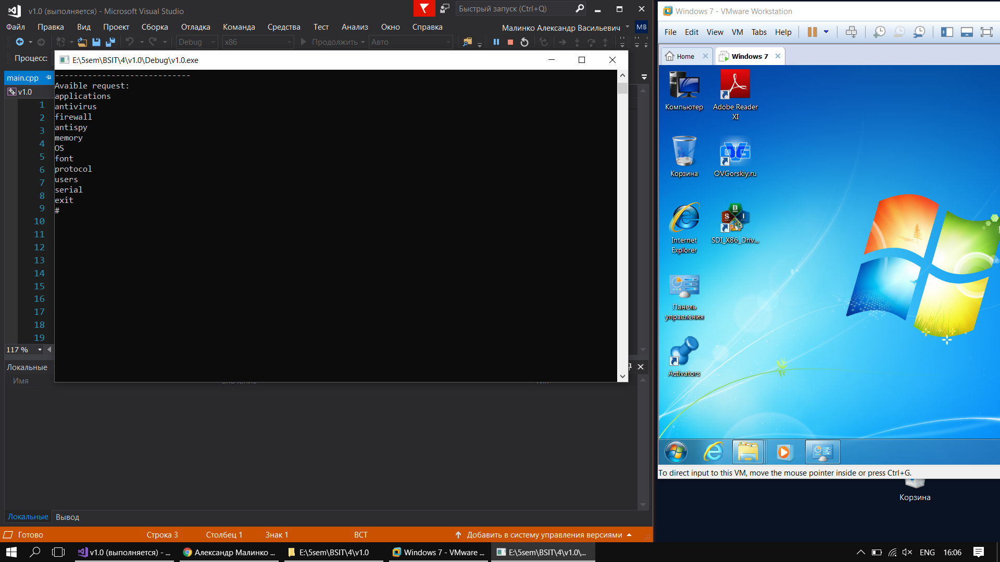 v1.0 (выполняется) - Microsoft Visual Studio
Быстрый запуск (Ctrl+Q)
Файл Правка Вид Проект Сборка Отладка Команда Средства Тест Анализ Окно Справка
Малинко Александр Васильевич
МВ
Debug x86 Продолжить Авто
Процесс:
E:\5sem\BSIT\4\v1.0\Debug\v1.0.exe
main.cpp
v1.0
1
2
3
4
5
6
7
8
9
10
11
12
13
14
15
16
17
18
19
117 %
-----------------------------
Avaible request:
applications
antivirus
firewall
antispy
memory
OS
font
protocol
users
serial
exit
#
Локальные
Имя
Локальные Вывод
Готово Строка 3 Столбец 1 Знак 1 ВСТ Добавить в систему управления версиями
Windows 7 - VMware Workstation
File Edit View VM Tabs Help
Home Windows 7
Компьютер
Adobe Reader XI
Корзина
OVGorskiy.ru
Internet Explorer
S D I
SDI_X86_Driv...
Панель управления
Activators
To direct input to this VM, move the mouse pointer inside or press Ctrl+G.
Корзина
v1.0 (выполняется) - ...
Александр Малинко ...
E:\5sem\BSIT\4\v1.0
Windows 7 - VMware ...
E:\5sem\BSIT\4\v1.0\...
ENG 16:06